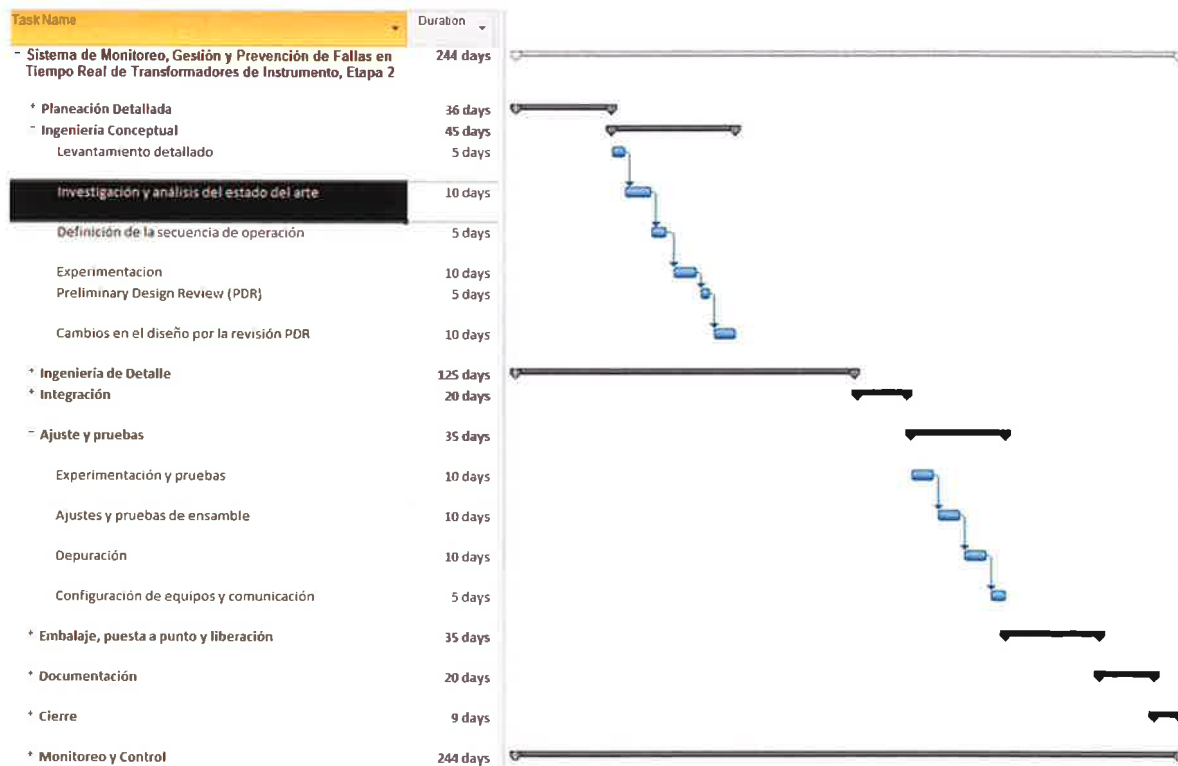 Task Name Duration
- Sistema de Monitoreo, Gestión y Prevención de Fallas en 244 days
Tiempo Real de Transformadores de Instrumento, Etapa 2
+ Planeación Detallada 36 days
- Ingeniería Conceptual 45 days
Levantamiento detallado 5 days
Investigación y análisis del estado del arte 10 days
Definición de la secuencia de operación 5 days
Experimentacion 10 days
Preliminary Design Review (PDR) 5 days
Cambios en el diseño por la revisión PDR 10 days
+ Ingeniería de Detalle 125 days
+ Integración 20 days
- Ajuste y pruebas 35 days
Experimentación y pruebas 10 days
Ajustes y pruebas de ensamble 10 days
Depuración 10 days
Configuración de equipos y comunicación 5 days
+ Embalaje, puesta a punto y liberación 35 days
+ Documentación 20 days
+ Cierre 9 days
+ Monitoreo y Control 244 days